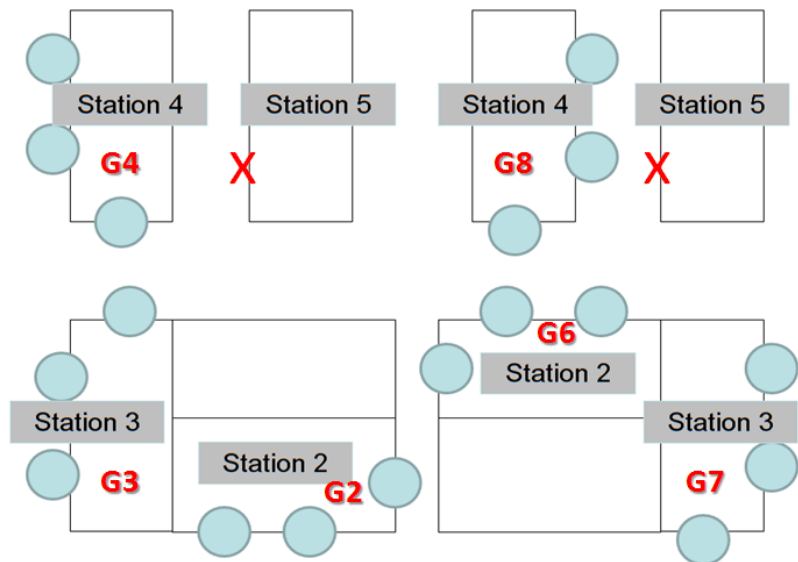 Station 4
Station 5
Station 4
Station 5
G4
X
G8
X
G6
Station 2
Station 3
Station 3
Station 2
G3
G2
G7